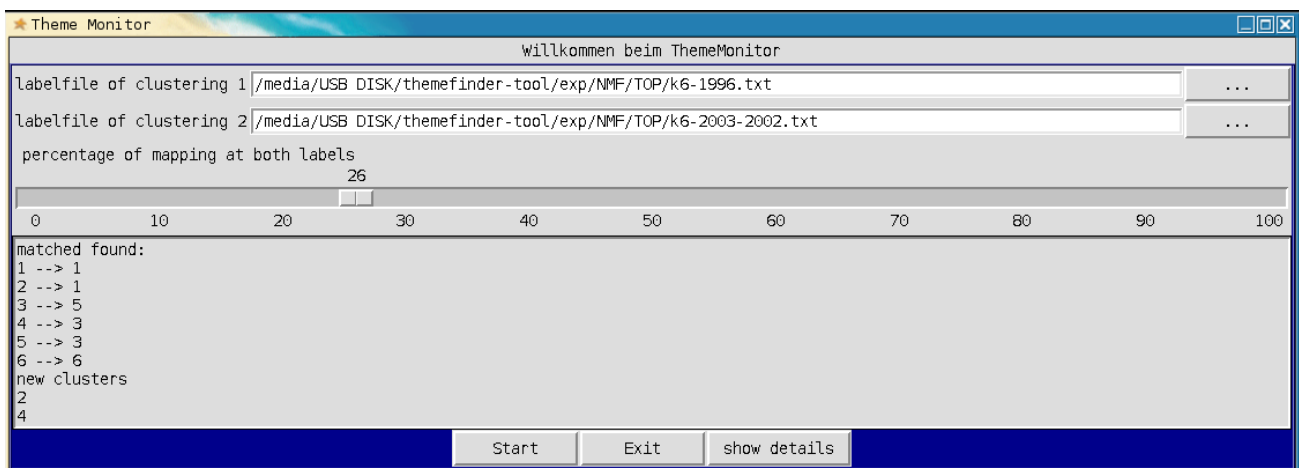 Theme Monitor
Willkommen beim ThemeMonitor
labelfile of clustering 1 /media/USB DISK/themefinder-tool/exp/NMF/TOP/k6-1996.txt ...
labelfile of clustering 2 /media/USB DISK/themefinder-tool/exp/NMF/TOP/k6-2003-2002.txt ...
percentage of mapping at both labels
26
0 10 20 30 40 50 60 70 80 90 100
matched found:
1 --> 1
2 --> 1
3 --> 5
4 --> 3
5 --> 3
6 --> 6
new clusters
2
4
Start Exit show details